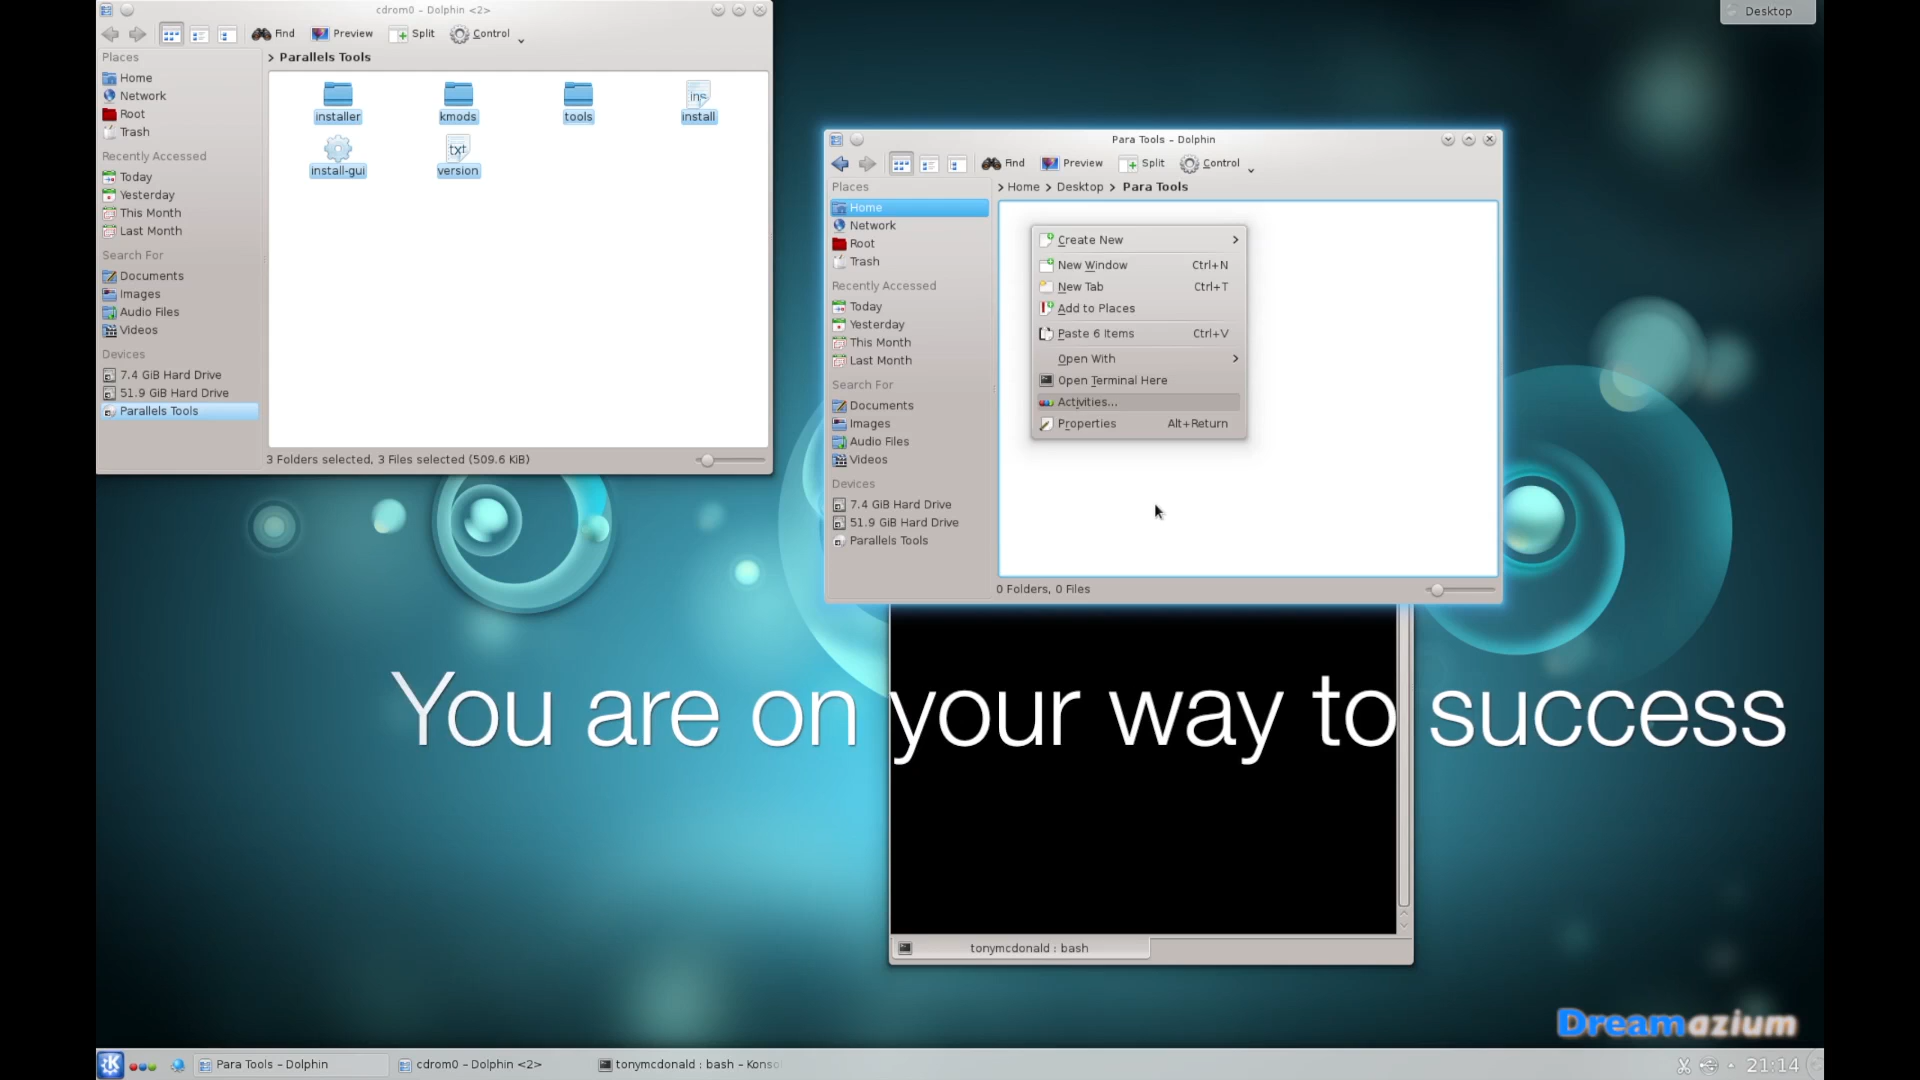 cdrom0 – Dolphin <2>
Find
Preview
Split
Control
Places
> Parallels Tools
Home
Network
Root
Trash
Recently Accessed
Today
Yesterday
This Month
Last Month
Search For
Documents
Images
Audio Files
Videos
Devices
7.4 GiB Hard Drive
51.9 GiB Hard Drive
Parallels Tools
installer
kmods
tools
ins
install
install-gui
txt
version
3 Folders selected, 3 Files selected (509.6 KiB)
Desktop
Para Tools – Dolphin
Find
Preview
Split
Control
Places
> Home > Desktop > Para Tools
Home
Network
Root
Trash
Recently Accessed
Today
Yesterday
This Month
Last Month
Search For
Documents
Images
Audio Files
Videos
Devices
7.4 GiB Hard Drive
51.9 GiB Hard Drive
Parallels Tools
Create New
New Window Ctrl+N
New Tab Ctrl+T
Add to Places
Paste 6 Items Ctrl+V
Open With
Open Terminal Here
Activities...
Properties Alt+Return
0 Folders, 0 Files
You are on your way to success
tonymcdonald : bash
Dreamazium
Para Tools – Dolphin
cdrom0 – Dolphin <2>
tonymcdonald : bash – Konso
21:14